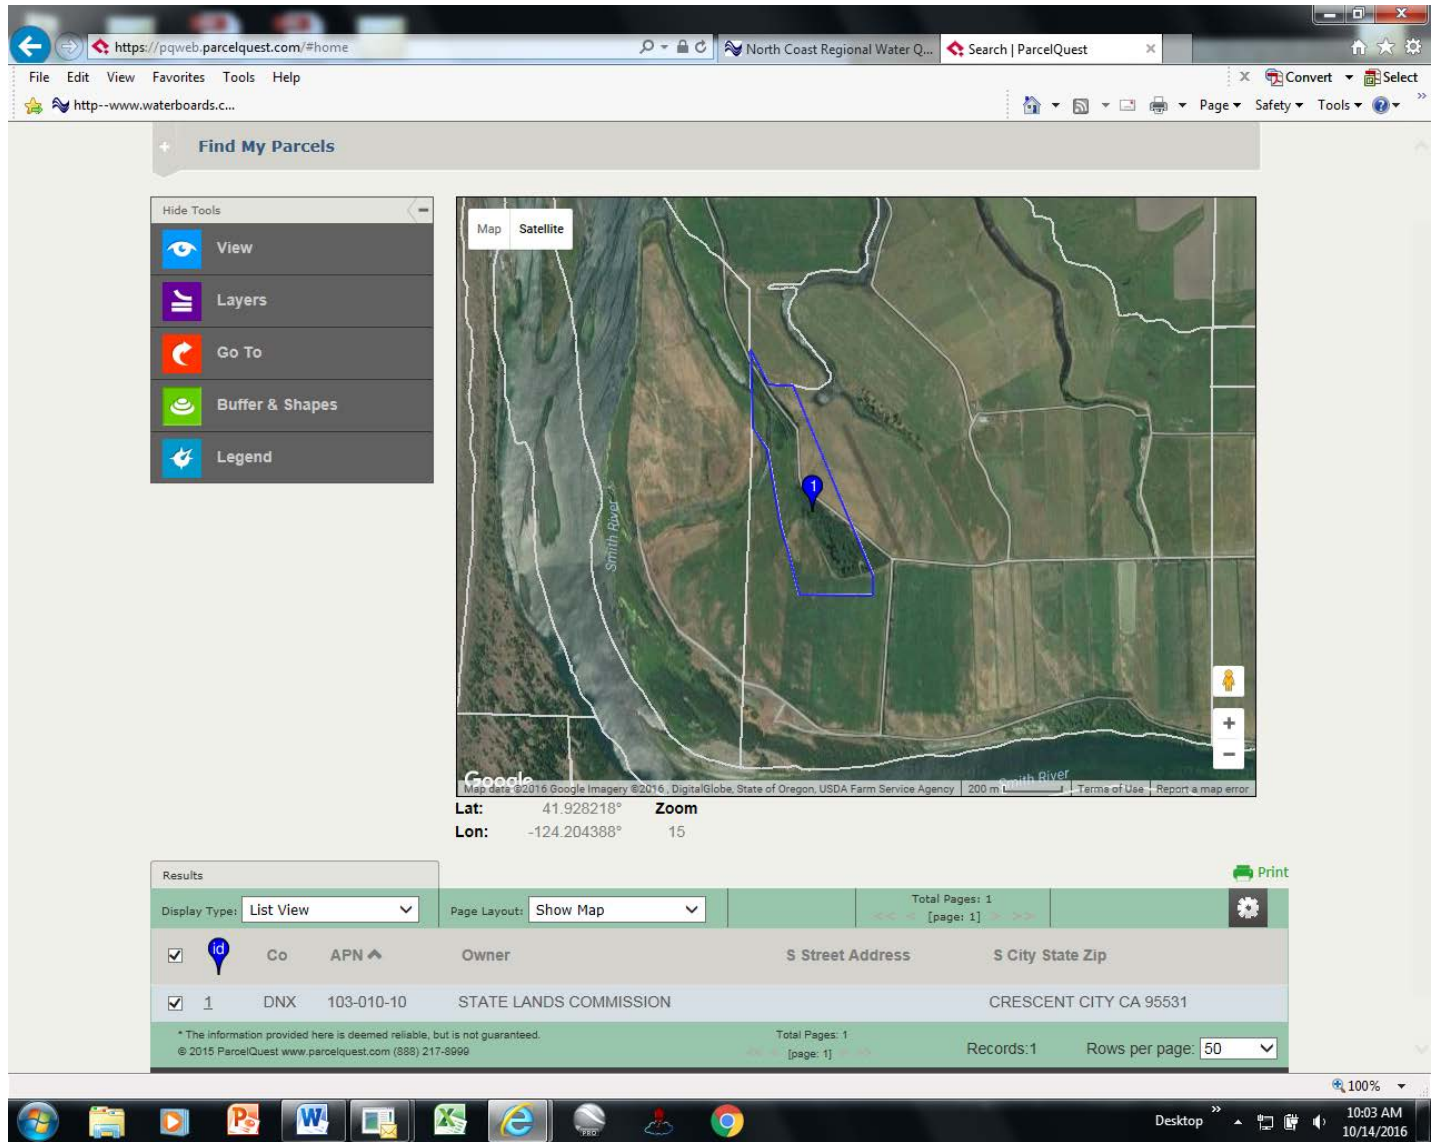 https://pqweb.parcelquest.com/#home
North Coast Regional Water Q...
Search | ParcelQuest
File Edit View Favorites Tools Help
Convert
Select
http--www.waterboards.c...
Page Safety Tools
Find My Parcels
Hide Tools
View
Layers
Go To
Buffer & Shapes
Legend
Map Satellite
1
Smith River
Smith River
Google
Map data ©2016 Google Imagery ©2016 , DigitalGlobe, State of Oregon, USDA Farm Service Agency 200 m Terms of Use Report a map error
Lat: 41.928218° Zoom
Lon: -124.204388° 15
Results
Print
Display Type: List View Page Layout: Show Map
Total Pages: 1
<< < [page: 1] > >>
id Co APN Owner S Street Address S City State Zip
1 DNX 103-010-10 STATE LANDS COMMISSION CRESCENT CITY CA 95531
* The information provided here is deemed reliable, but is not guaranteed.
© 2015 ParcelQuest www.parcelquest.com (888) 217-8999
Total Pages: 1
<< < [page: 1] > >>
Records:1 Rows per page: 50
100%
PRO
Desktop
10:03 AM
10/14/2016